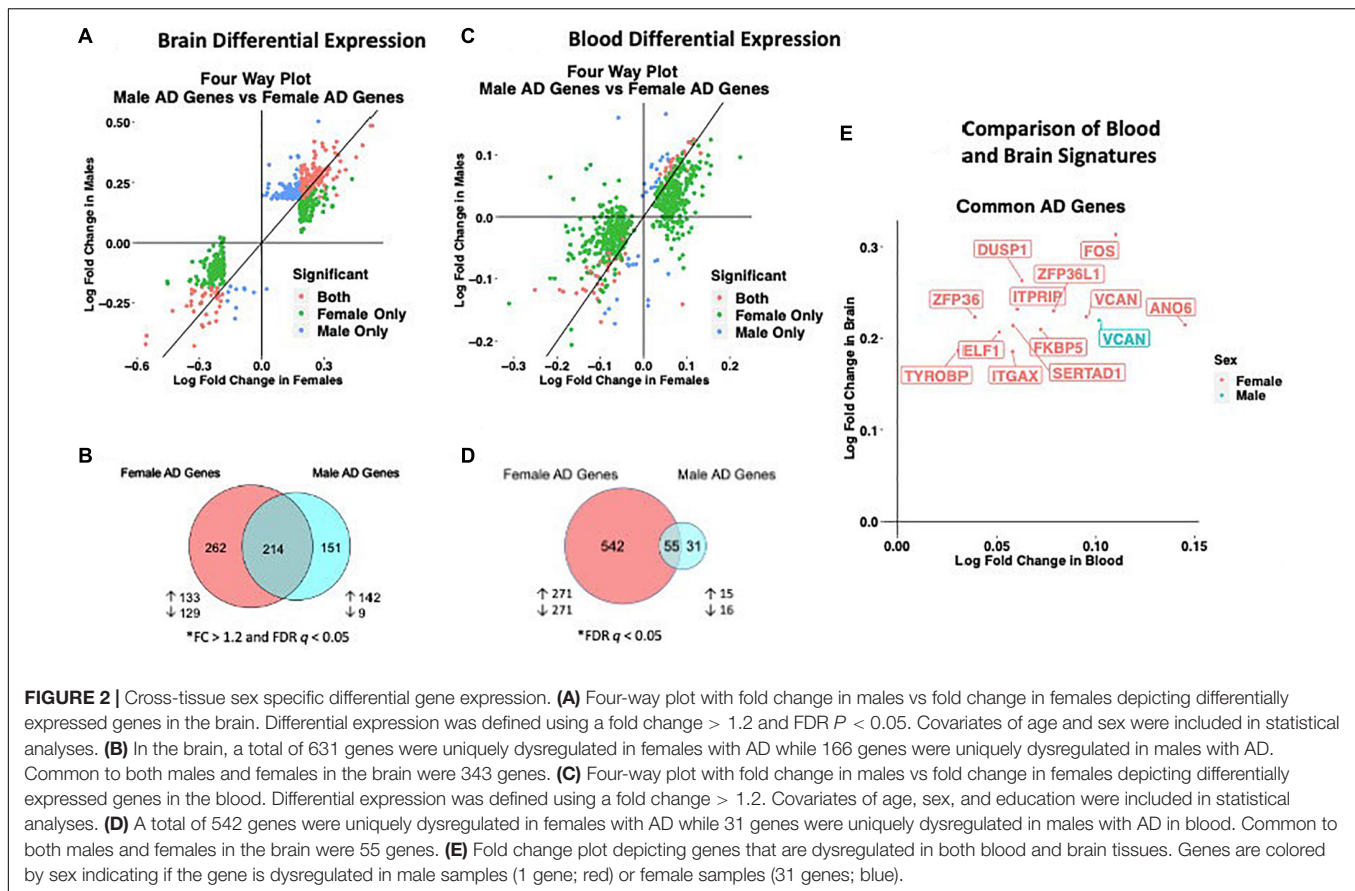 A
Brain Differential Expression
Four Way Plot
Male AD Genes vs Female AD Genes
Log Fold Change in Males
0.50
0.25
0.00
−0.25
−0.6
−0.3
0.0
0.3
Log Fold Change in Females
Significant
Both
Female Only
Male Only
C
Blood Differential Expression
Four Way Plot
Male AD Genes vs Female AD Genes
Log Fold Change in Males
0.1
0.0
−0.1
−0.2
−0.3
−0.2
−0.1
0.0
0.1
0.2
Log Fold Change in Females
Significant
Both
Female Only
Male Only
E
Comparison of Blood
and Brain Signatures
Common AD Genes
Log Fold Change in Brain
0.3
0.2
0.1
0.0
DUSP1
FOS
ZFP36L1
ZFP36
ITPRIP
VCAN
ANO6
VCAN
ELF1
FKBP5
TYROBP
ITGAX
SERTAD1
0.00
0.05
0.10
0.15
Log Fold Change in Blood
Sex
Female
Male
B
Female AD Genes
Male AD Genes
262
214
151
↑ 133
↓ 129
↑ 142
↓ 9
*FC > 1.2 and FDR q < 0.05
D
Female AD Genes
Male AD Genes
542
55
31
↑ 271
↓ 271
↑ 15
↓ 16
*FDR q < 0.05
FIGURE 2 | Cross-tissue sex specific differential gene expression. (A) Four-way plot with fold change in males vs fold change in females depicting differentially
expressed genes in the brain. Differential expression was defined using a fold change > 1.2 and FDR P < 0.05. Covariates of age and sex were included in statistical
analyses. (B) In the brain, a total of 631 genes were uniquely dysregulated in females with AD while 166 genes were uniquely dysregulated in males with AD.
Common to both males and females in the brain were 343 genes. (C) Four-way plot with fold change in males vs fold change in females depicting differentially
expressed genes in the blood. Differential expression was defined using a fold change > 1.2. Covariates of age, sex, and education were included in statistical
analyses. (D) A total of 542 genes were uniquely dysregulated in females with AD while 31 genes were uniquely dysregulated in males with AD in blood. Common to
both males and females in the brain were 55 genes. (E) Fold change plot depicting genes that are dysregulated in both blood and brain tissues. Genes are colored
by sex indicating if the gene is dysregulated in male samples (1 gene; red) or female samples (31 genes; blue).